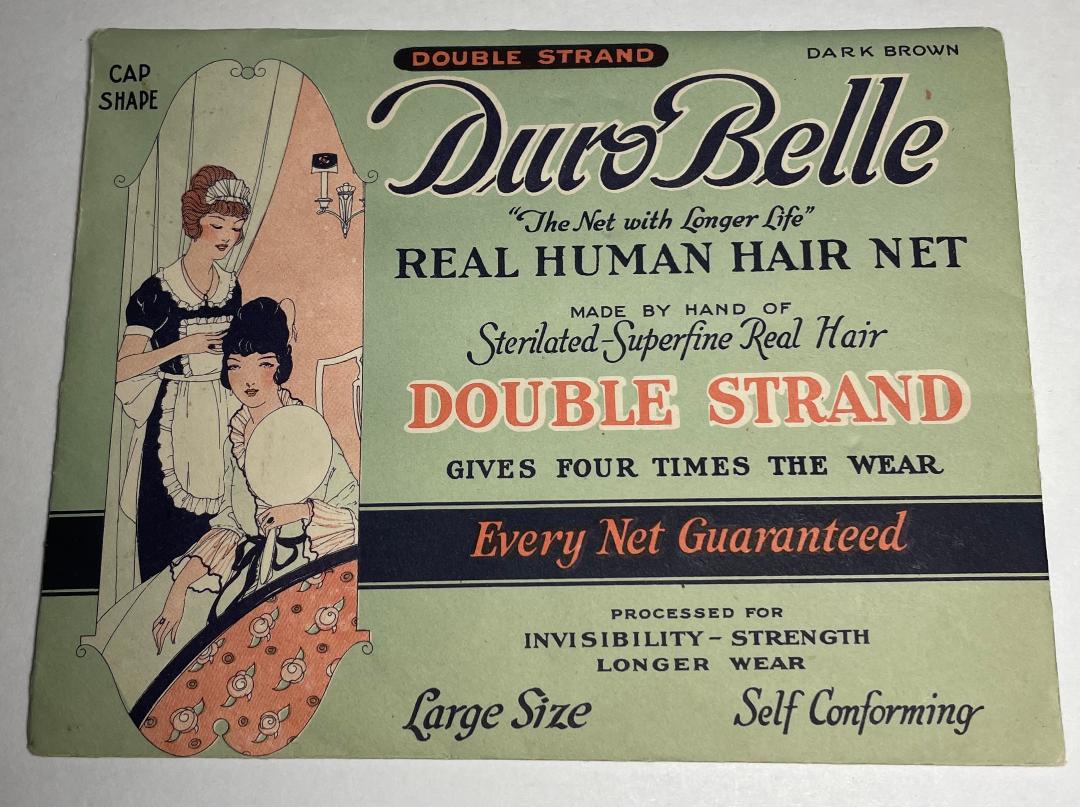 CAP
SHAPE
DOUBLE STRAND
DARK BROWN
Duro Belle
"The Net with Longer Life"
REAL HUMAN HAIR NET
MADE BY HAND OF
Sterilated-Superfine Real Hair
DOUBLE STRAND
GIVES FOUR TIMES THE WEAR
Every Net Guaranteed
PROCESSED FOR
INVISIBILITY - STRENGTH
LONGER WEAR
Large Size
Self Conforming